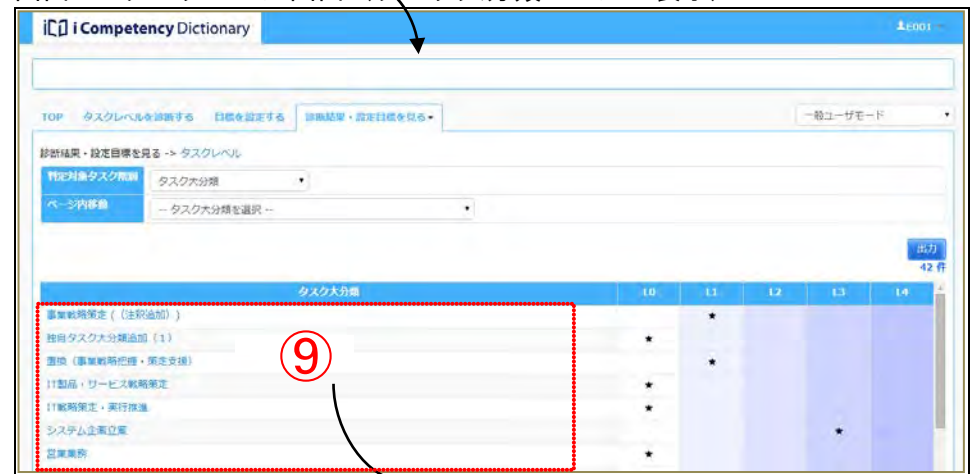 iCD i Competency Dictionary
E001
TOP タスクレベルを診断する 目標を設定する 診断結果・設定目標を見る 一般ユーザモード
診断結果・設定目標を見る -> タスクレベル
判定対象タスク階層 タスク大分類
ページ内移動 -- タスク大分類を選択 --
出力
42 件
タスク大分類 L0 L1 L2 L3 L4
事業戦略策定 ( (注釈追加) ) ★
独自タスク大分類追加 (1) ★
置換 (事業戦略把握・策定支援) ★
IT製品・サービス戦略策定 ★
IT戦略策定・実行推進 ★
システム企画立案 ★
営業業務 ★
⑨